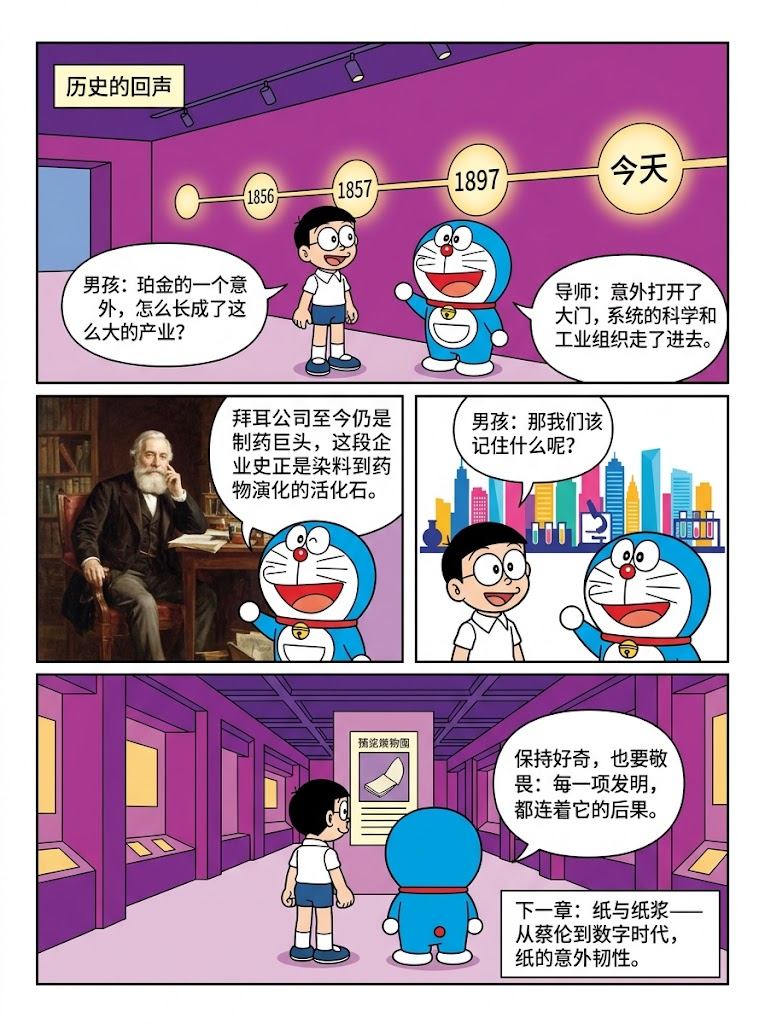 历史的回声
1856
1857
1897
今天
男孩：珀金的一个意
外，怎么长成了这
么大的产业？
导师：意外打开了
大门，系统的科学和
工业组织走了进去。
拜耳公司至今仍是
制药巨头，这段企
业史正是染料到药
物演化的活化石。
男孩：那我们该
记住什么呢？
保持好奇，也要敬
畏：每一项发明，
都连着它的后果。
下一章：纸与纸浆——
从蔡伦到数字时代，
纸的意外韧性。